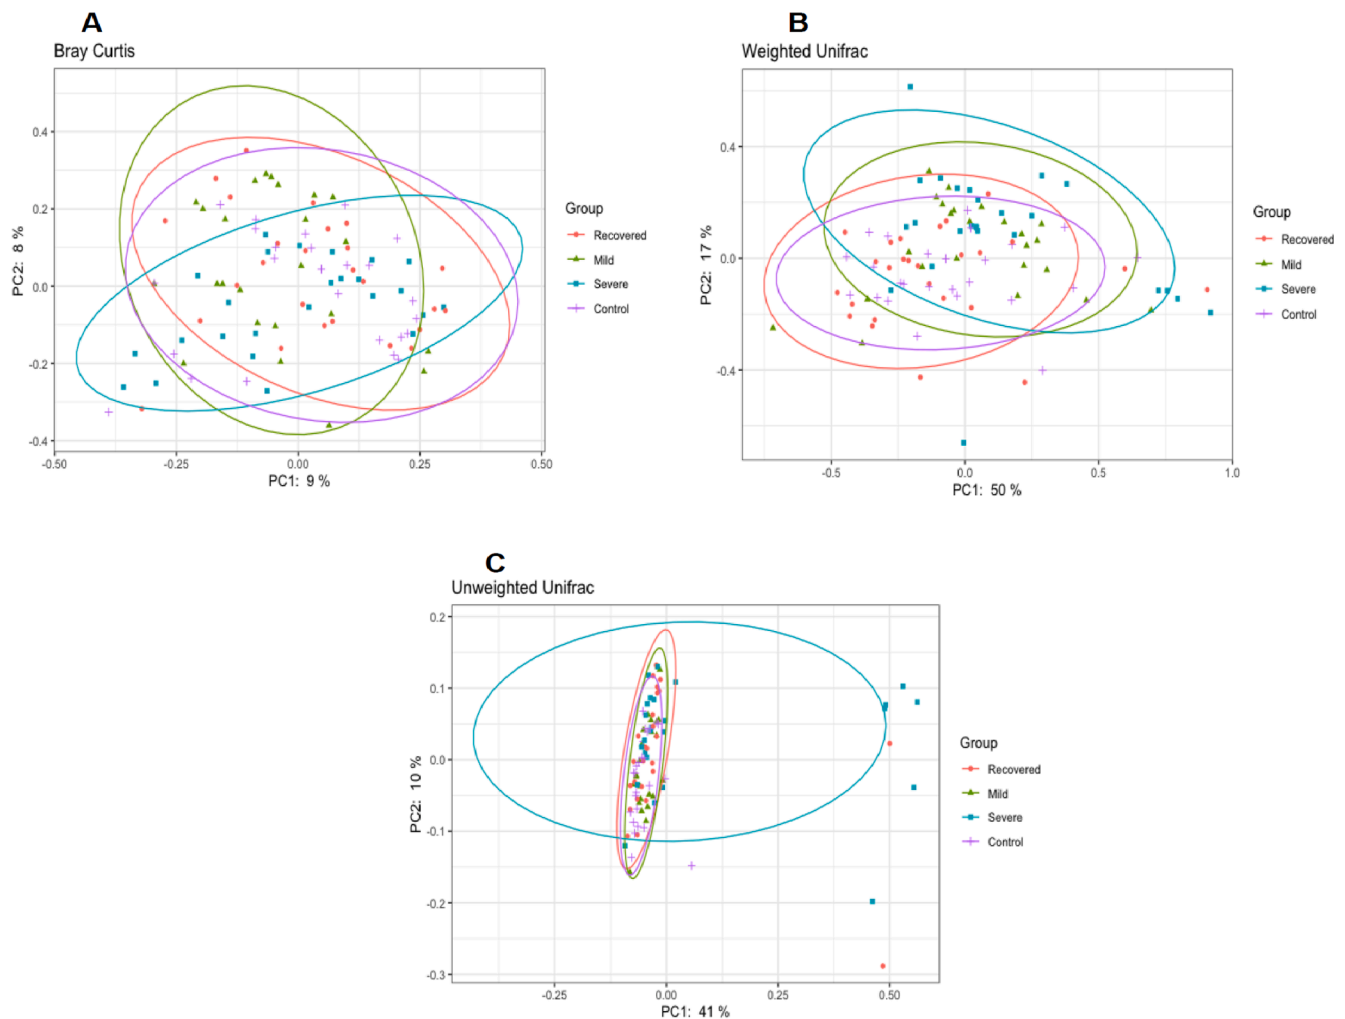 A
Bray Curtis
0.4
0.2
0.0
-0.2
-0.4
-0.50
-0.25
0.00
0.25
0.50
PC1: 9 %
PC2: 8 %
Group
Recovered
Mild
Severe
Control
B
Weighted Unifrac
0.4
0.0
-0.4
-0.5
0.0
0.5
1.0
PC1: 50 %
PC2: 17 %
Group
Recovered
Mild
Severe
Control
C
Unweighted Unifrac
0.2
0.1
0.0
-0.1
-0.2
-0.3
-0.25
0.00
0.25
0.50
PC1: 41 %
PC2: 10 %
Group
Recovered
Mild
Severe
Control